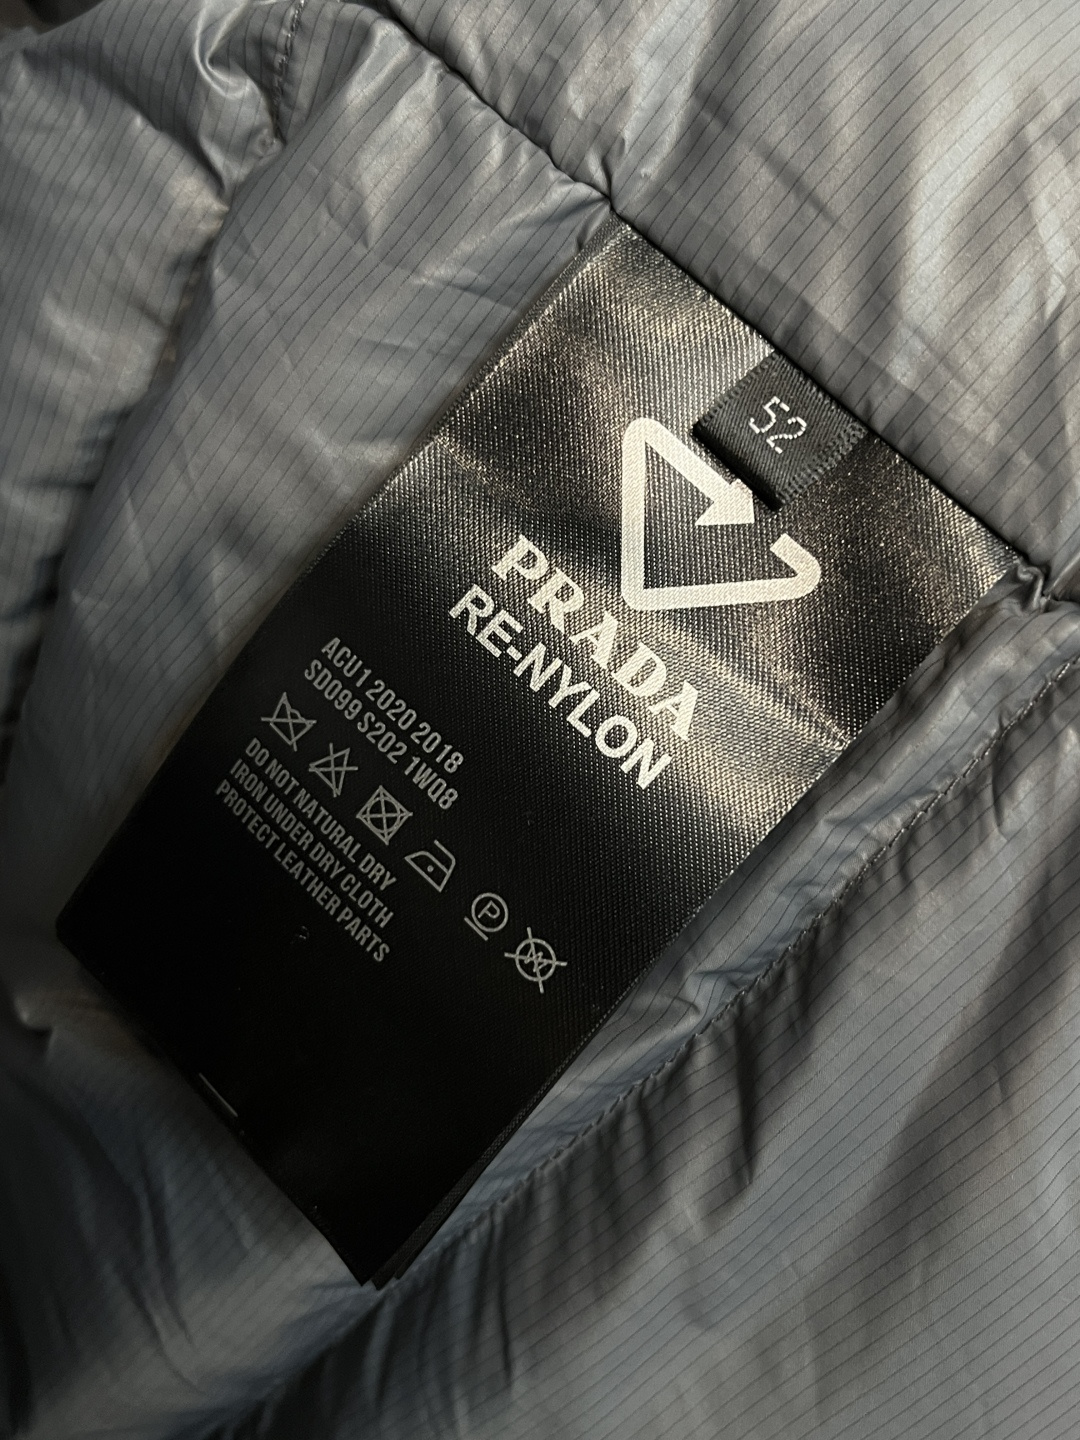 52
PRADA
RE-NYLON
ACU1 2020 2018
SD099 S202 1W08
P
W
DO NOT NATURAL DRY
IRON UNDER DRY CLOTH
PROTECT LEATHER PARTS